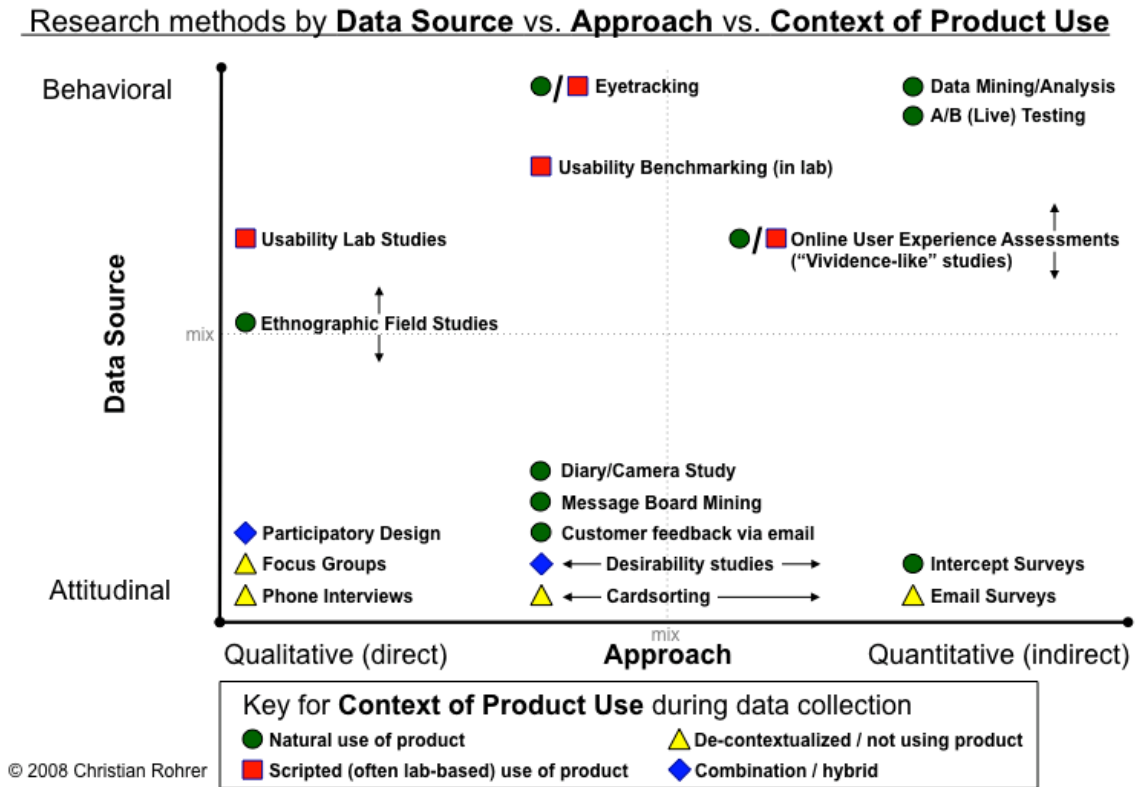 Research methods by Data Source vs. Approach vs. Context of Product Use
Behavioral
/ Eyetracking
Data Mining/Analysis
A/B (Live) Testing
Usability Benchmarking (in lab)
Usability Lab Studies
/ Online User Experience Assessments
(“Vividence-like” studies)
Ethnographic Field Studies
mix
Data Source
Diary/Camera Study
Message Board Mining
Participatory Design
Customer feedback via email
Focus Groups
Desirability studies
Intercept Surveys
Attitudinal
Phone Interviews
Cardsorting
Email Surveys
mix
Qualitative (direct)
Approach
Quantitative (indirect)
Key for Context of Product Use during data collection
Natural use of product
De-contextualized / not using product
Scripted (often lab-based) use of product
Combination / hybrid
© 2008 Christian Rohrer